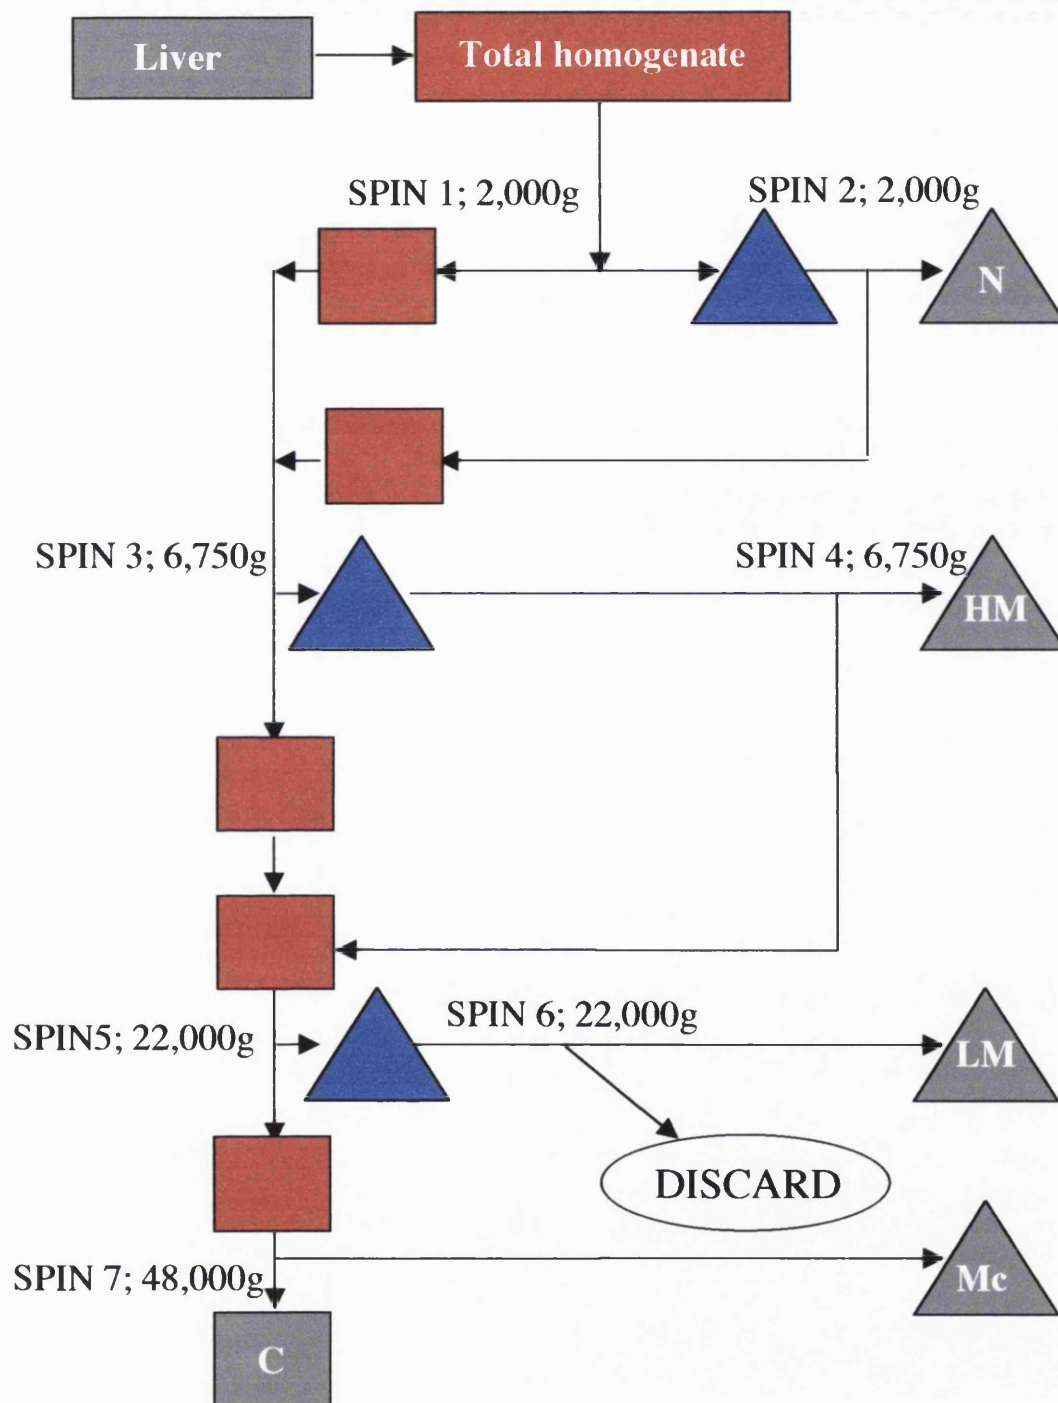 Liver
Total homogenate
SPIN 1; 2,000g
SPIN 2; 2,000g
N
SPIN 3; 6,750g
SPIN 4; 6,750g
HM
SPIN5; 22,000g
SPIN 6; 22,000g
LM
DISCARD
SPIN 7; 48,000g
Mc
C